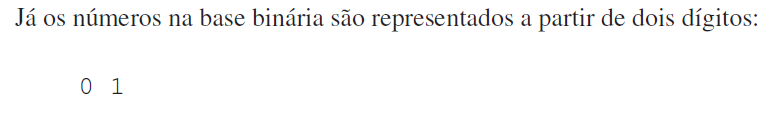 Já os números na base binária são representados a partir de dois dígitos:
0 1